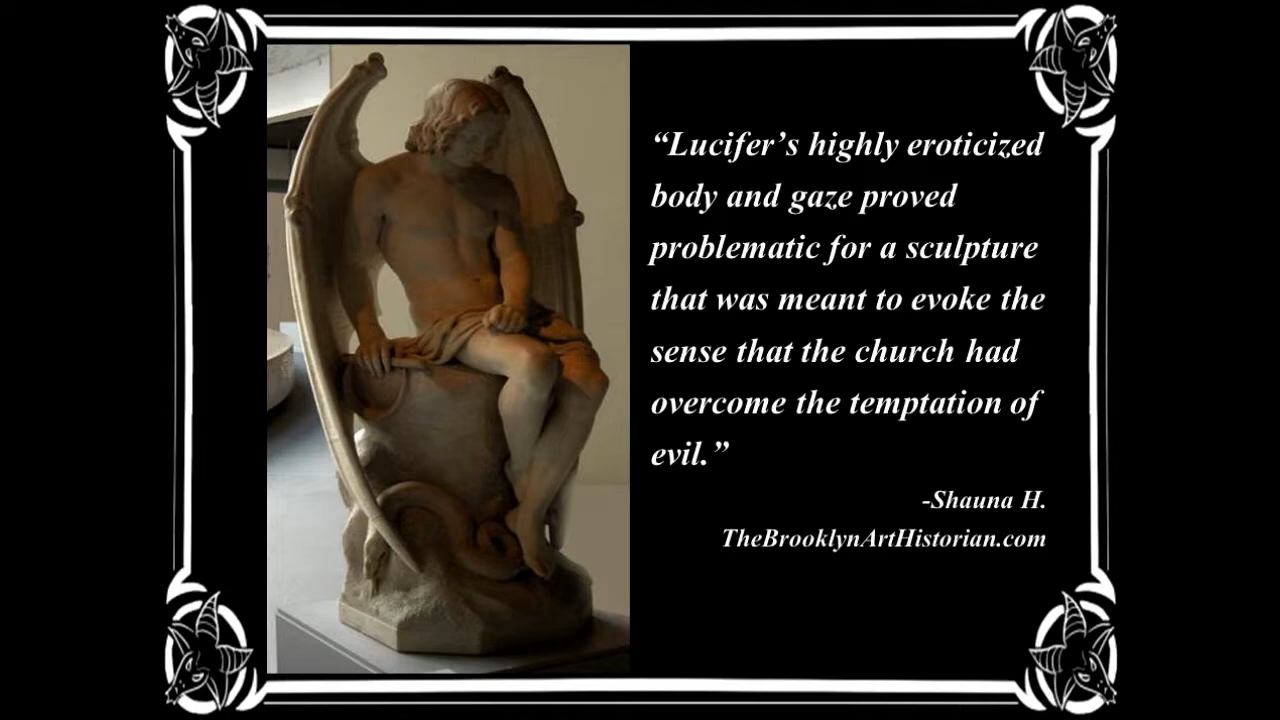 “Lucifer’s highly eroticized
body and gaze proved
problematic for a sculpture
that was meant to evoke the
sense that the church had
overcome the temptation of
evil.”
-Shauna H.
TheBrooklynArtHistorian.com